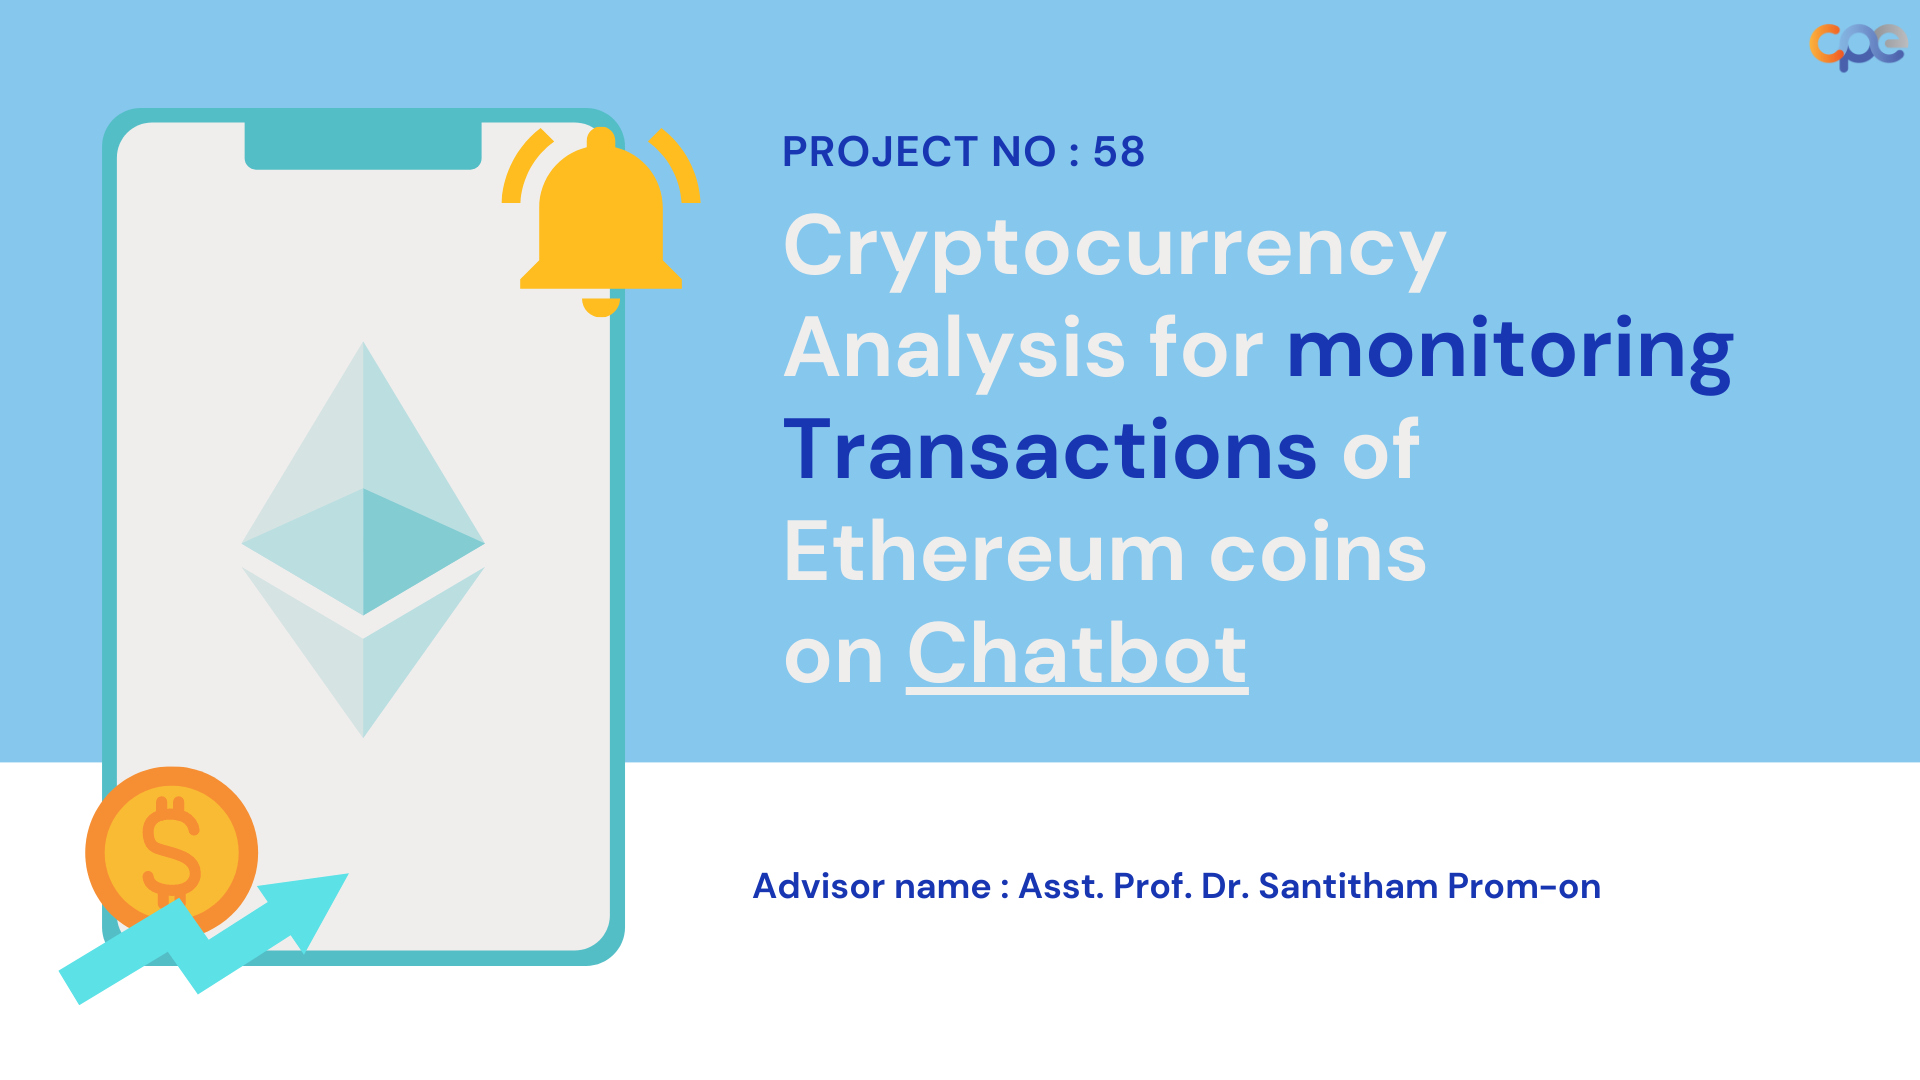 cpe
PROJECT NO : 58
Cryptocurrency
Analysis for monitoring
Transactions of
Ethereum coins
on Chatbot
Advisor name : Asst. Prof. Dr. Santitham Prom-on